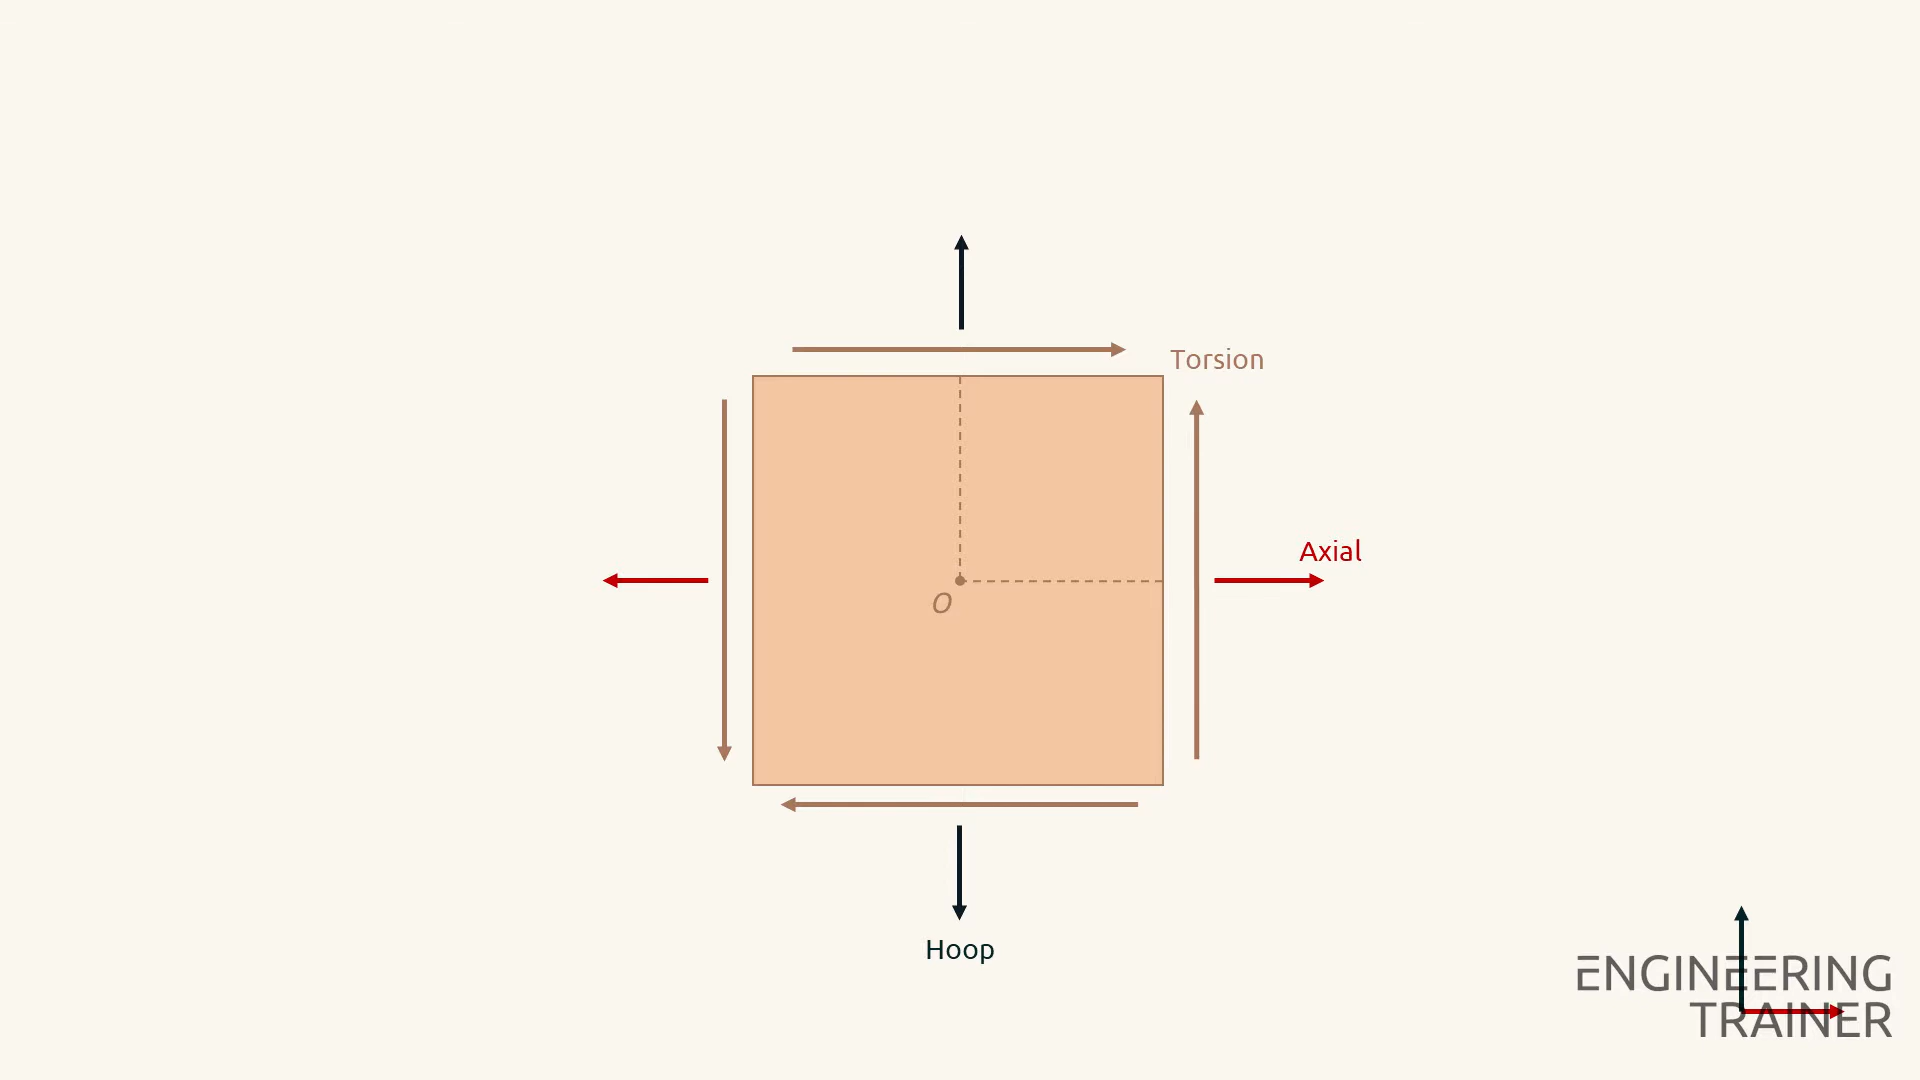 Torsion
Axial
O
Hoop
ENGINEERING
TRAINER